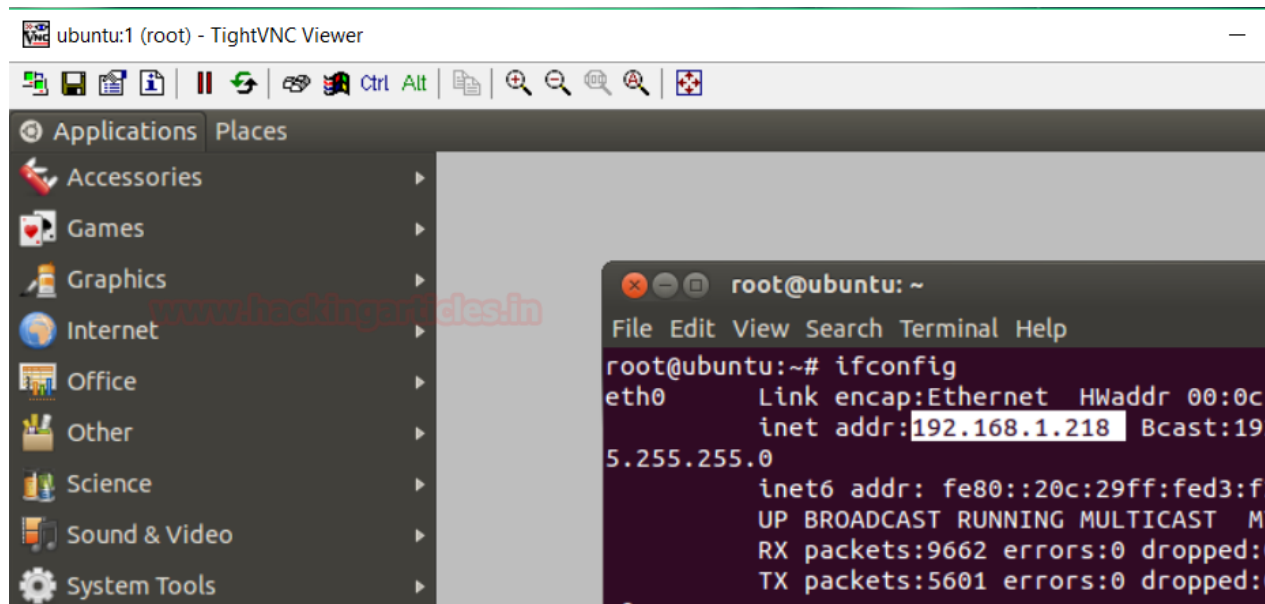 ubuntu:1 (root) - TightVNC Viewer
Ctrl Alt
Applications Places
Accessories
Games
Graphics
Internet
Office
Other
Science
Sound & Video
System Tools
www.hackingarticles.in
root@ubuntu: ~
File Edit View Search Terminal Help
root@ubuntu:~# ifconfig
eth0 Link encap:Ethernet HWaddr 00:0c
inet addr:192.168.1.218 Bcast:19
5.255.255.0
inet6 addr: fe80::20c:29ff:fed3:f
UP BROADCAST RUNNING MULTICAST M
RX packets:9662 errors:0 dropped:
TX packets:5601 errors:0 dropped: